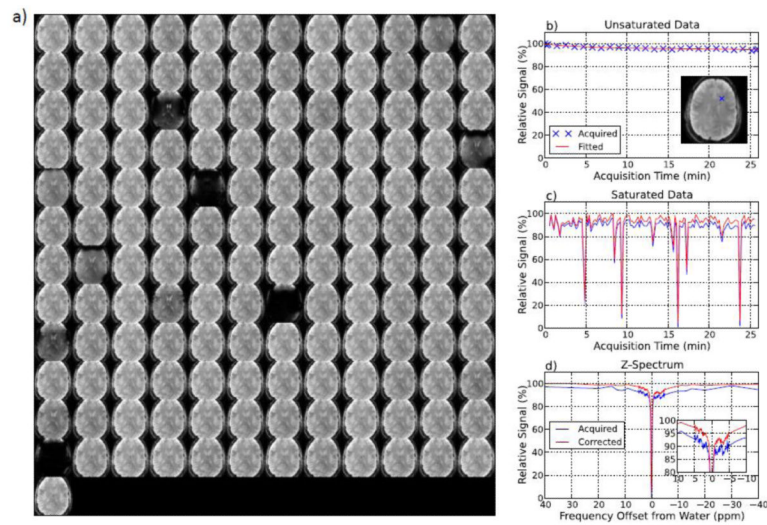 a)
b)
Unsaturated Data
Relative Signal (%)
100
80
60
40
20
0
Acquired
Fitted
0 5 10 15 20 25
Acquisition Time (min)
c)
Saturated Data
Relative Signal (%)
100
80
60
40
20
0
0 5 10 15 20 25
Acquisition Time (min)
d)
Z-Spectrum
Relative Signal (%)
100
80
60
40
20
0
Acquired
Corrected
100
95
90
85
80
10 5 0 −5 −10
40 30 20 10 0 −10 −20 −30 −40
Frequency Offset from Water (ppm)